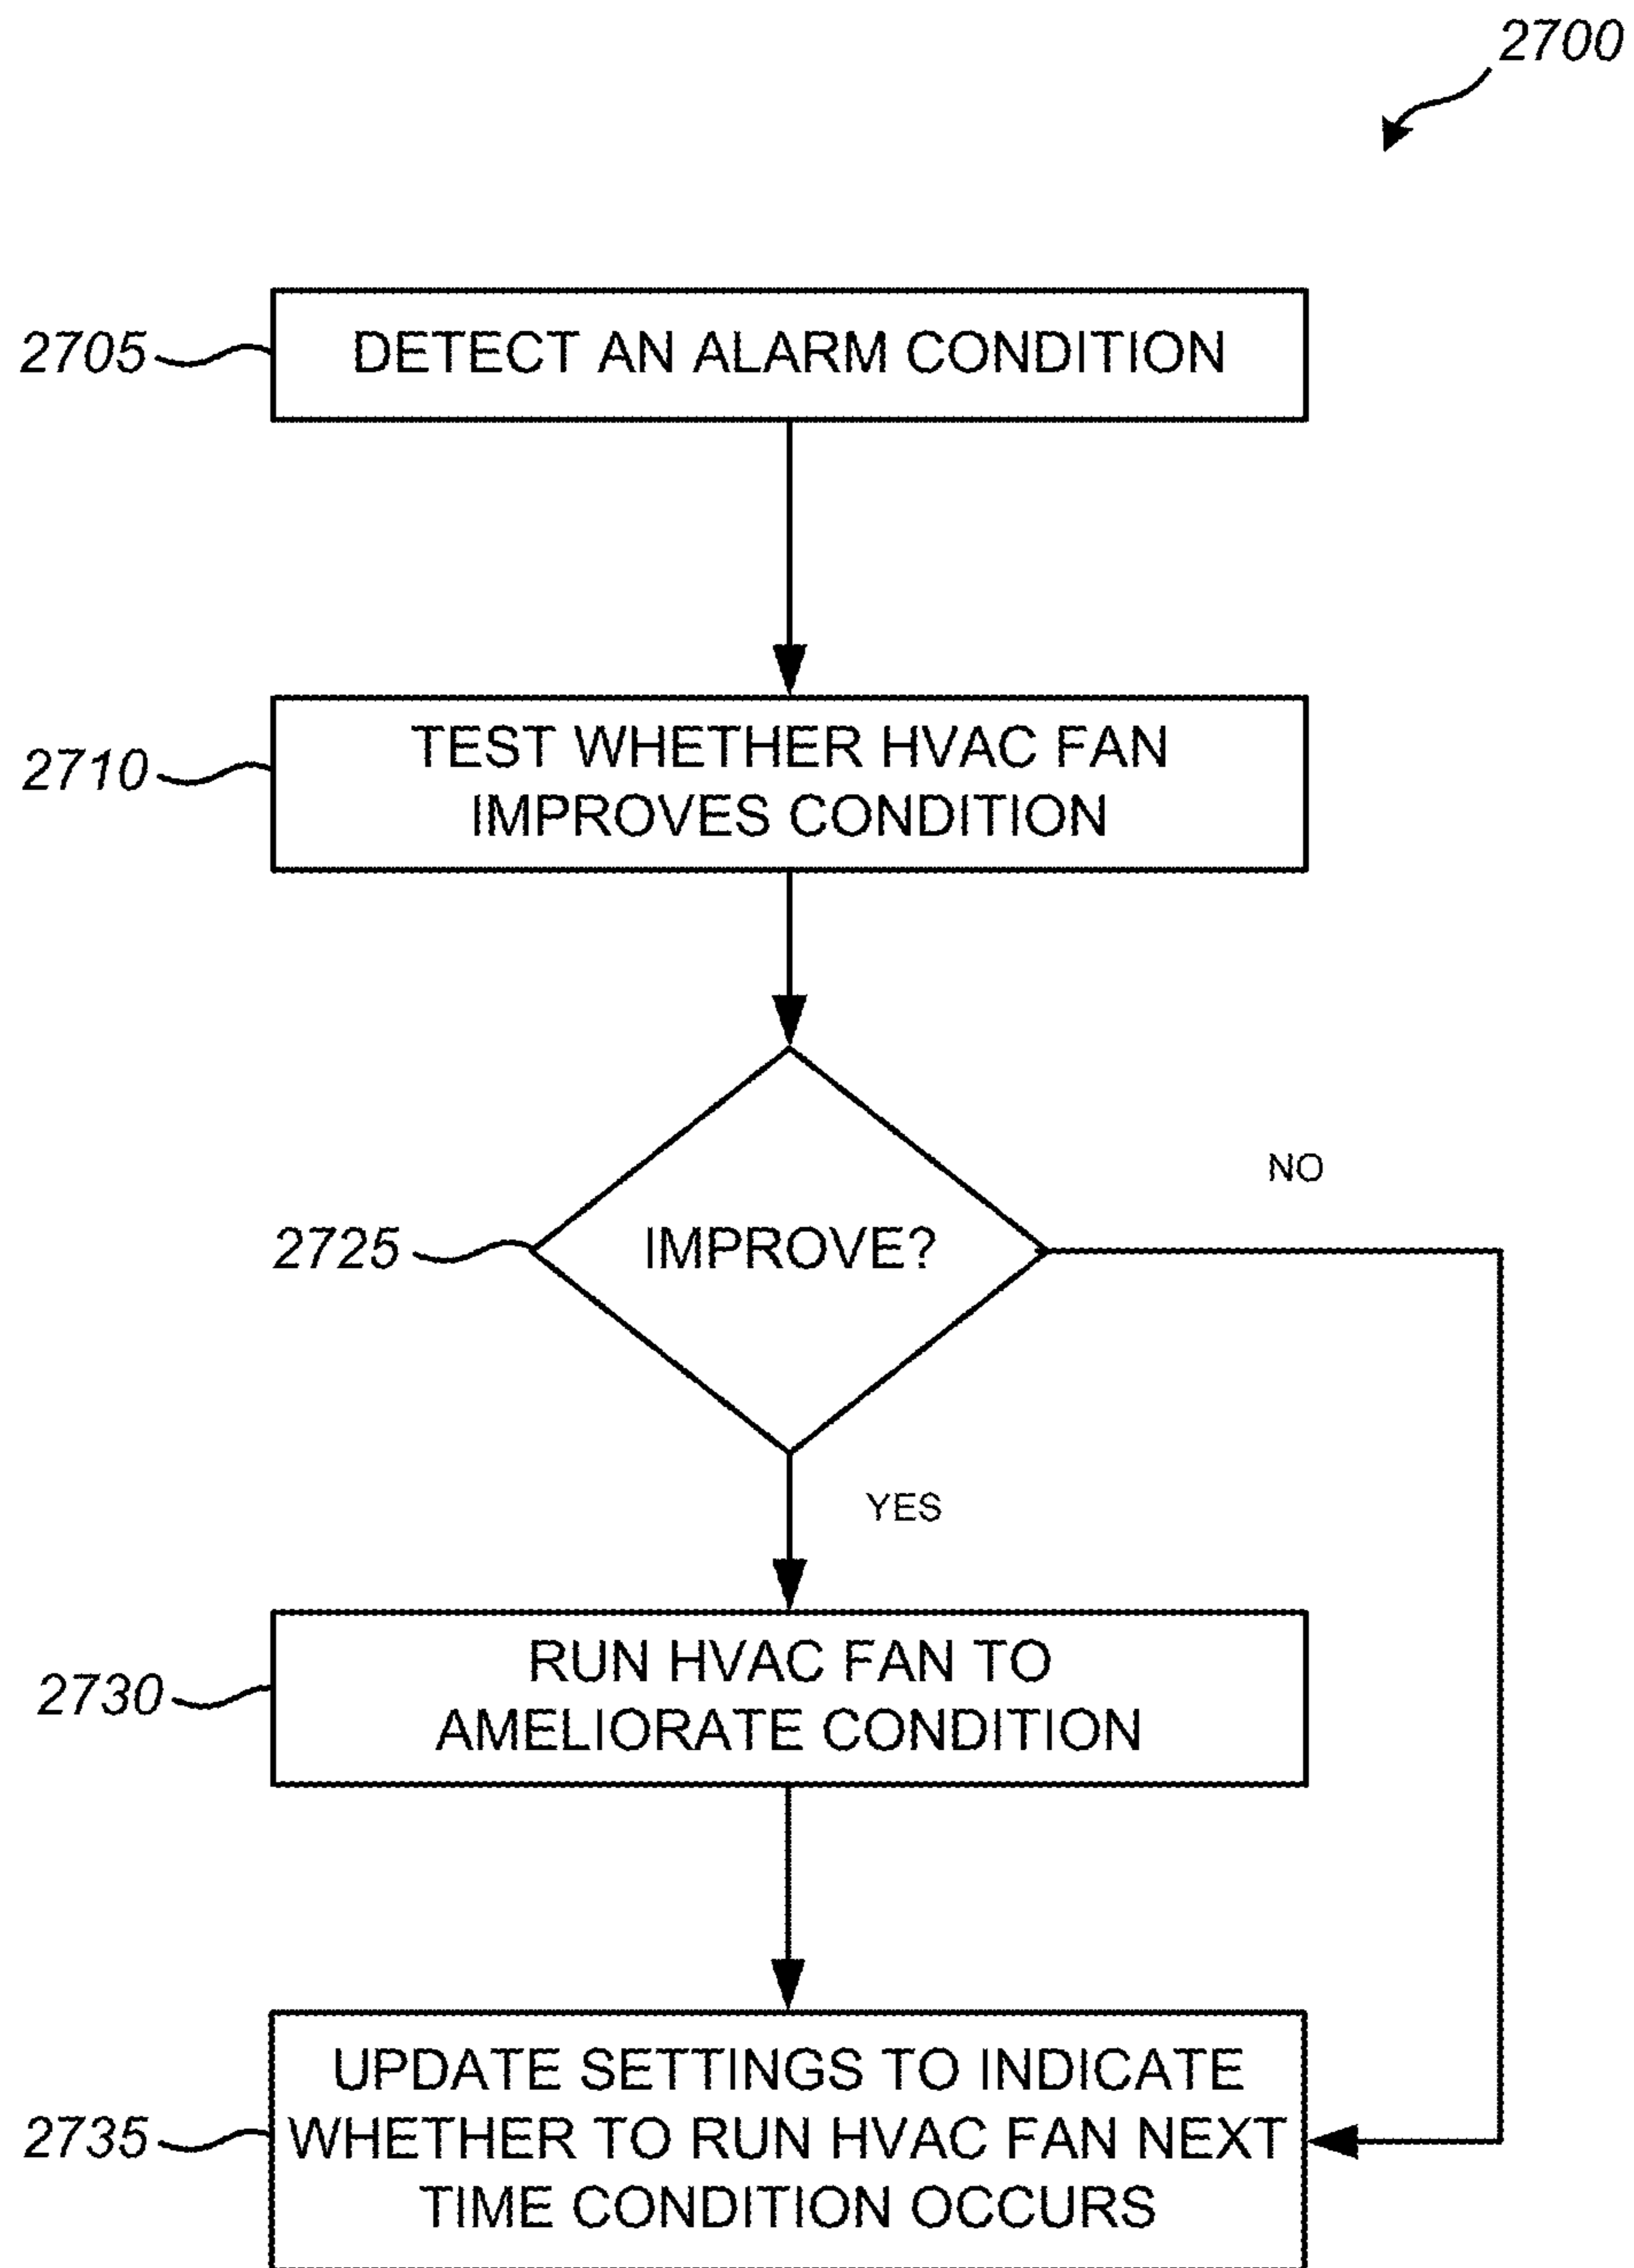 2700
2705
DETECT AN ALARM CONDITION
2710
TEST WHETHER HVAC FAN
IMPROVES CONDITION
2725
IMPROVE?
NO
YES
2730
RUN HVAC FAN TO
AMELIORATE CONDITION
2735
UPDATE SETTINGS TO INDICATE
WHETHER TO RUN HVAC FAN NEXT
TIME CONDITION OCCURS